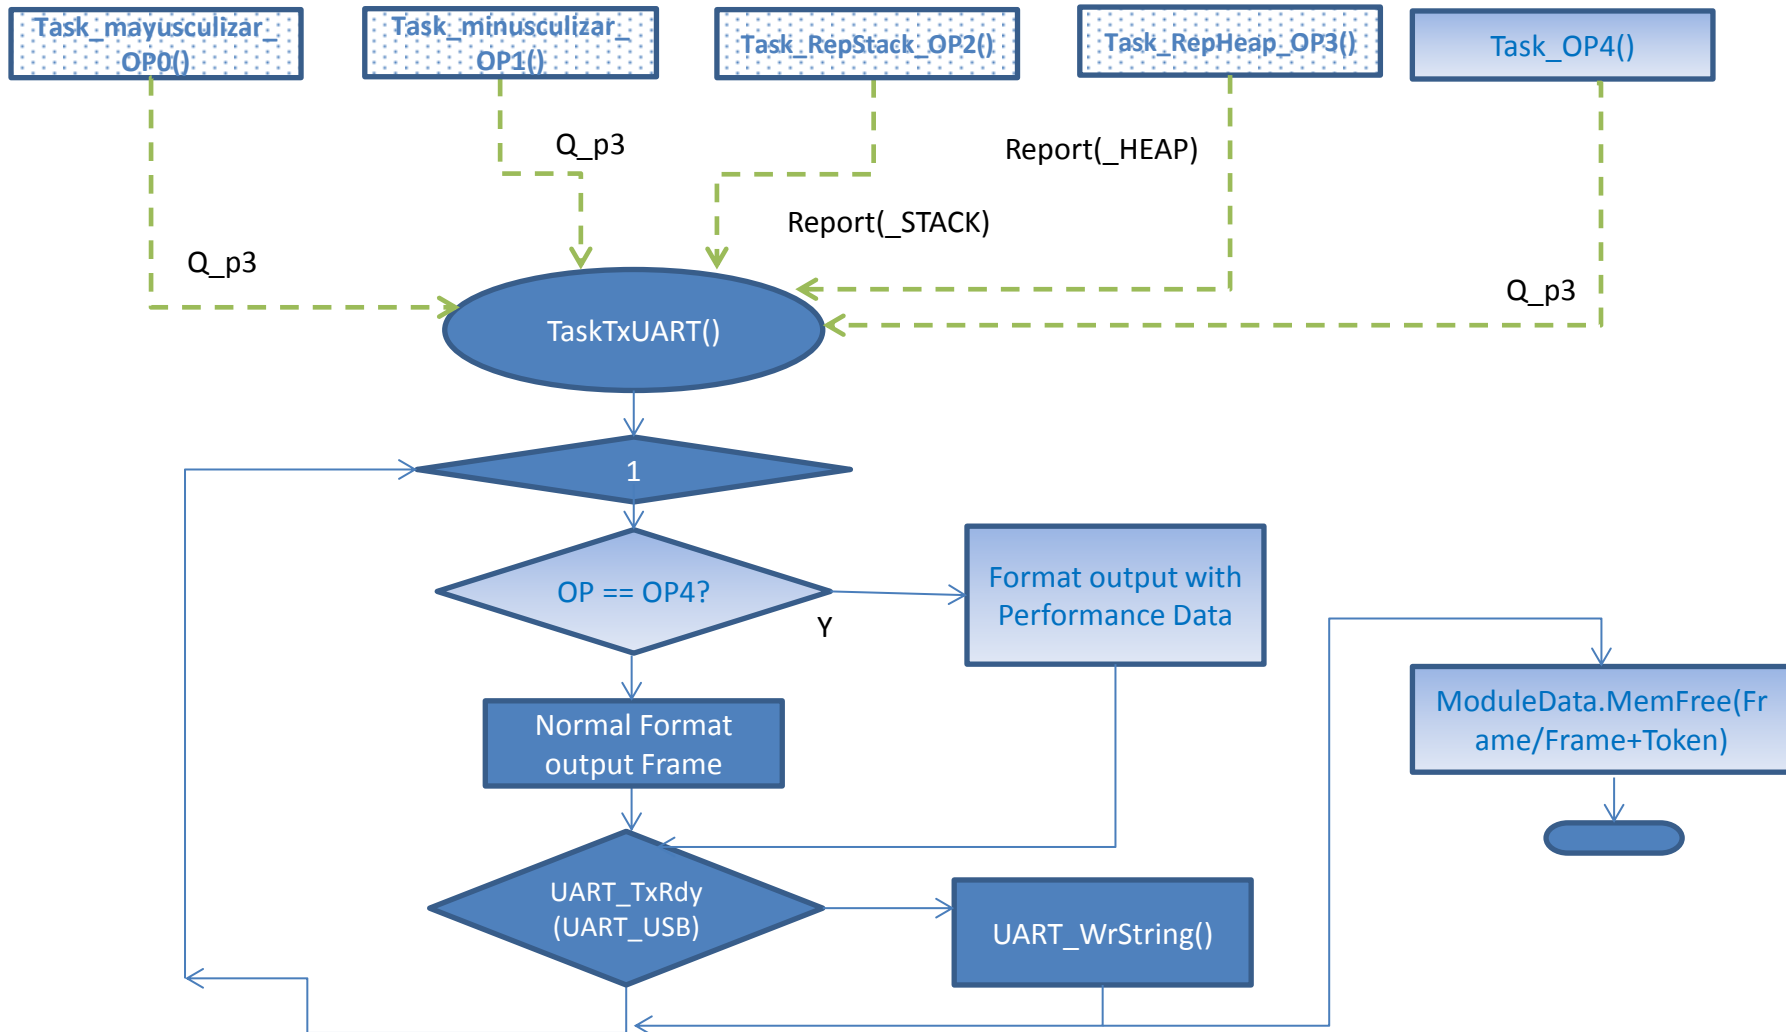 Task_mayusculizar_
OP0()
Task_minusculizar_
OP1()
Task_RepStack_OP2()
Task_RepHeap_OP3()
Task_OP4()
Q_p3
Report(_HEAP)
Report(_STACK)
Q_p3
Q_p3
TaskTxUART()
1
OP == OP4?
Y
Format output with
Performance Data
Normal Format
output Frame
ModuleData.MemFree(Fr
ame/Frame+Token)
UART_TxRdy
(UART_USB)
UART_WrString()